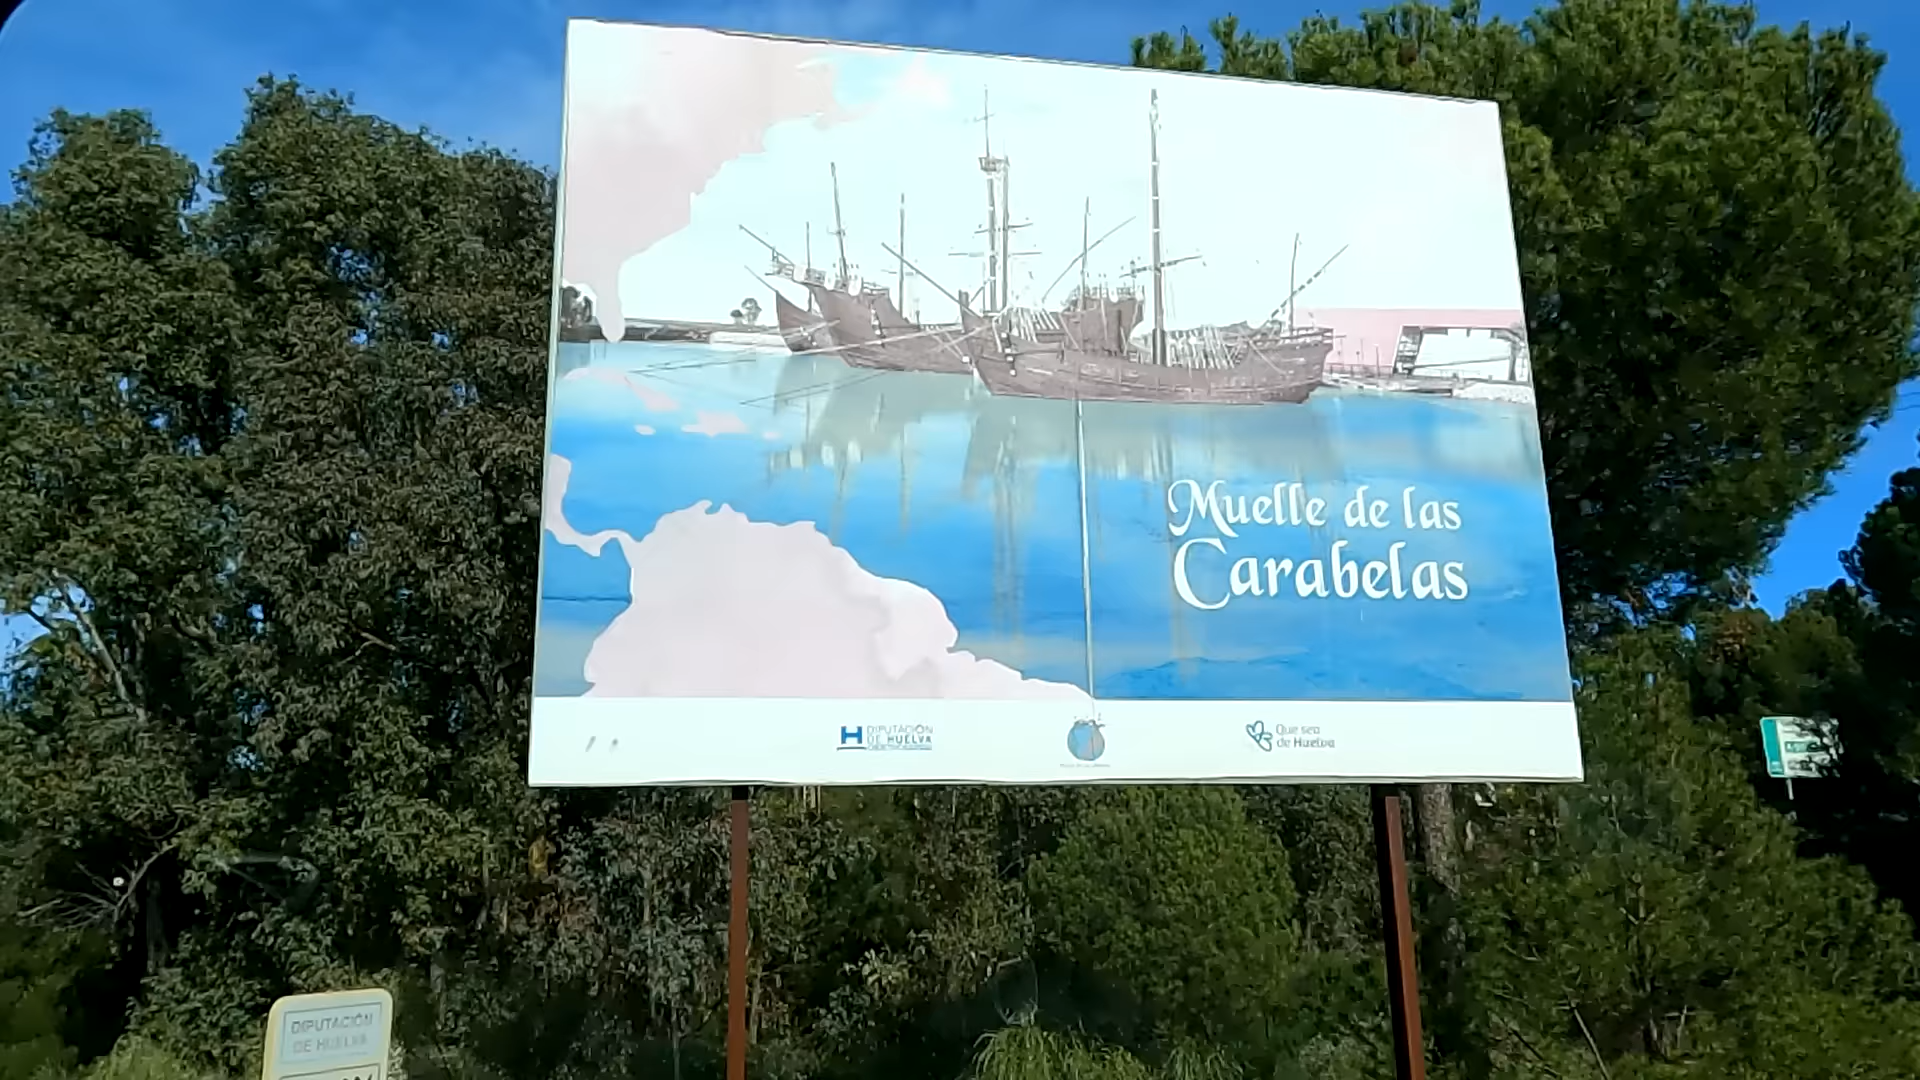 Muelle de las
Carabelas
DIPUTACIÓN
DE HUELVA
Que sea
de Huelva
DIPUTACIÓN
DE HUELVA